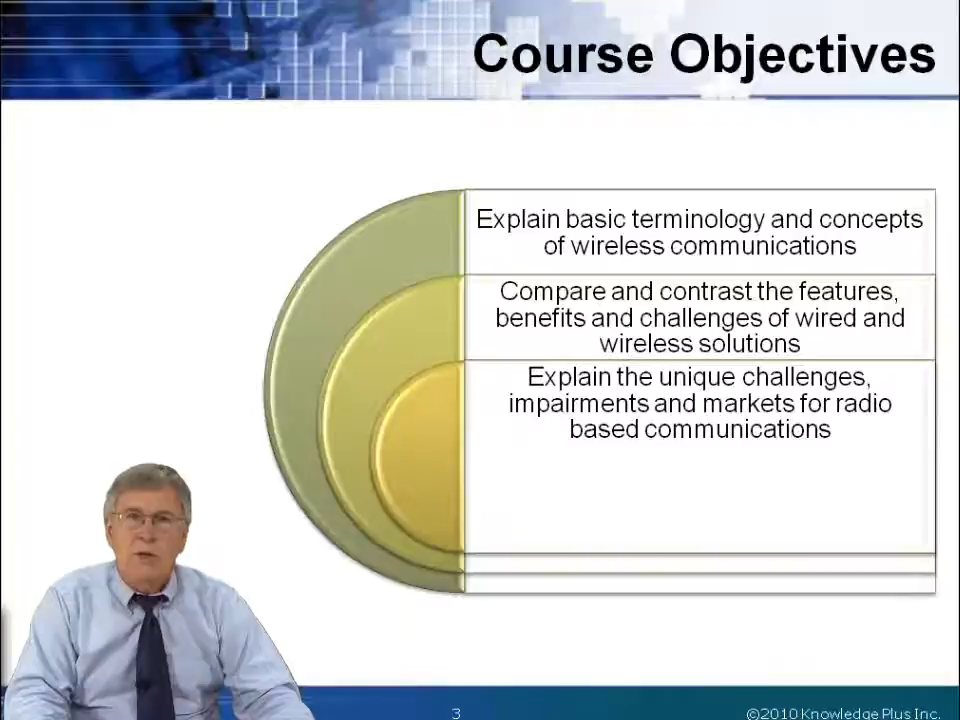 Course Objectives
Explain basic terminology and concepts
of wireless communications
Compare and contrast the features,
benefits and challenges of wired and
wireless solutions
Explain the unique challenges,
impairments and markets for radio
based communications
3
©2010 Knowledge Plus Inc.